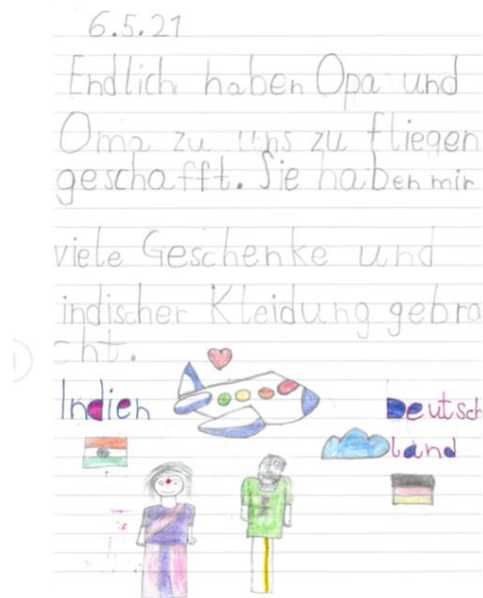 6.5.21
Endlich haben Opa und
Oma zu uns zu fliegen
geschafft. Sie haben mir
viele Geschenke und
indischer Kleidung gebra
cht.
Indien
Deutsch
land